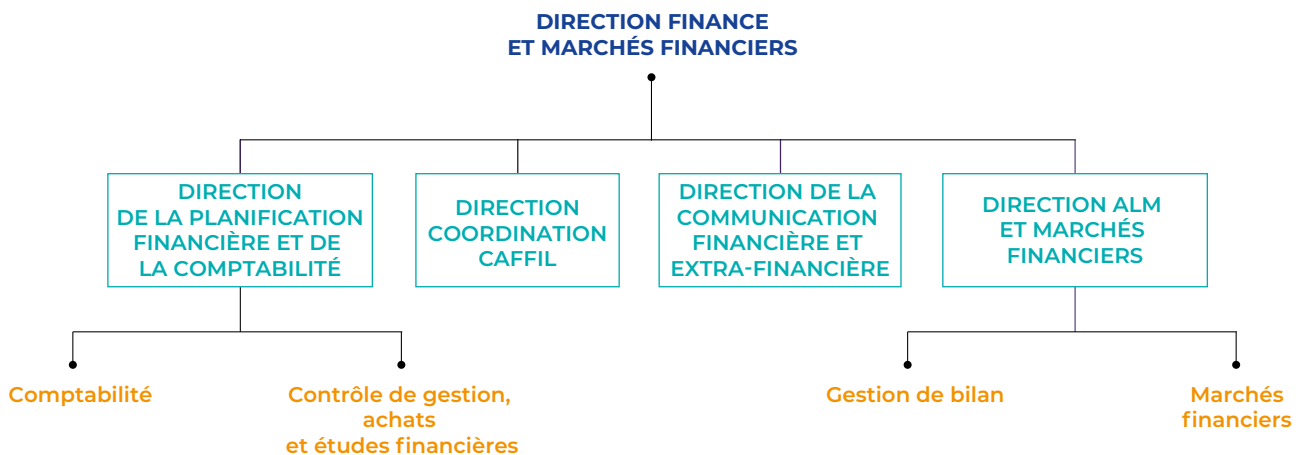 DIRECTION FINANCE
ET MARCHÉS FINANCIERS
DIRECTION
DE LA PLANIFICATION
FINANCIÈRE ET DE
LA COMPTABILITÉ
DIRECTION
COORDINATION
CAFFIL
DIRECTION DE LA
COMMUNICATION
FINANCIÈRE ET
EXTRA-FINANCIÈRE
DIRECTION ALM
ET MARCHÉS
FINANCIERS
Comptabilité
Contrôle de gestion,
achats
et études financières
Gestion de bilan
Marchés
financiers